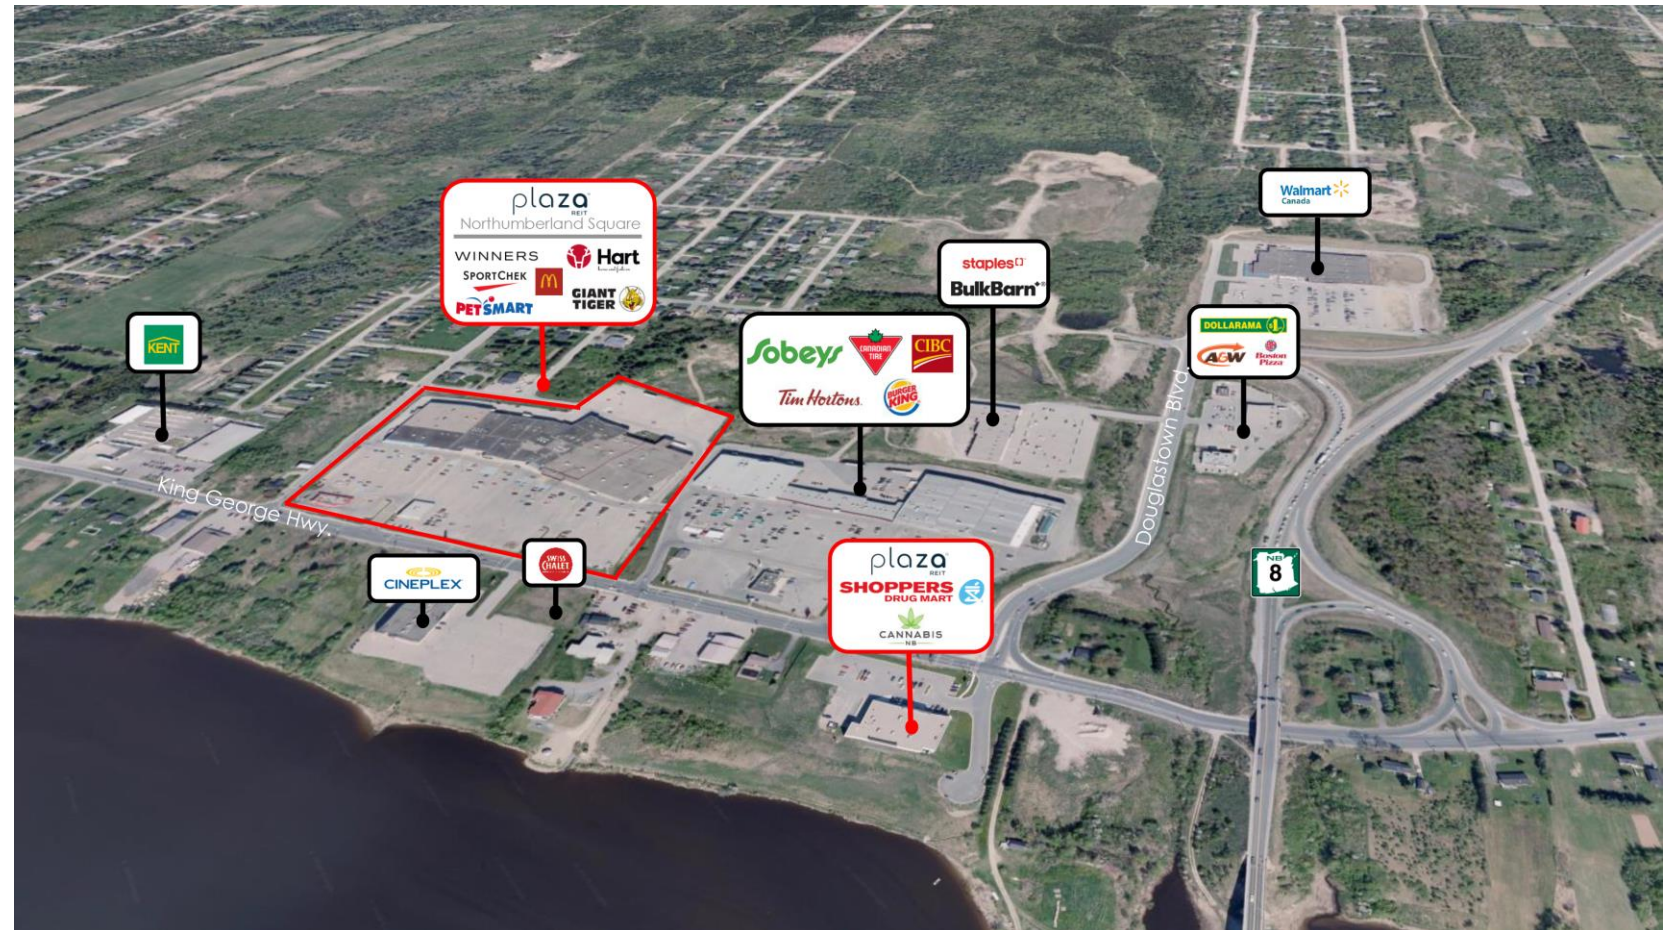 plaza
REIT
Northumberland Square
WINNERS
Hart
SPORTCHEK
PETSMART
GIANT
TIGER
KENT
Walmart
Canada
staples
BulkBarn
Sobeys
CANADIAN
TIRE
CIBC
Tim Hortons
BURGER
KING
DOLLARAMA
A&W
Boston
Pizza
King George Hwy.
Douglastown Blvd.
CINEPLEX
SWISS
CHALET
NB
8
plaza
REIT
SHOPPERS
DRUG MART
CANNABIS
NB